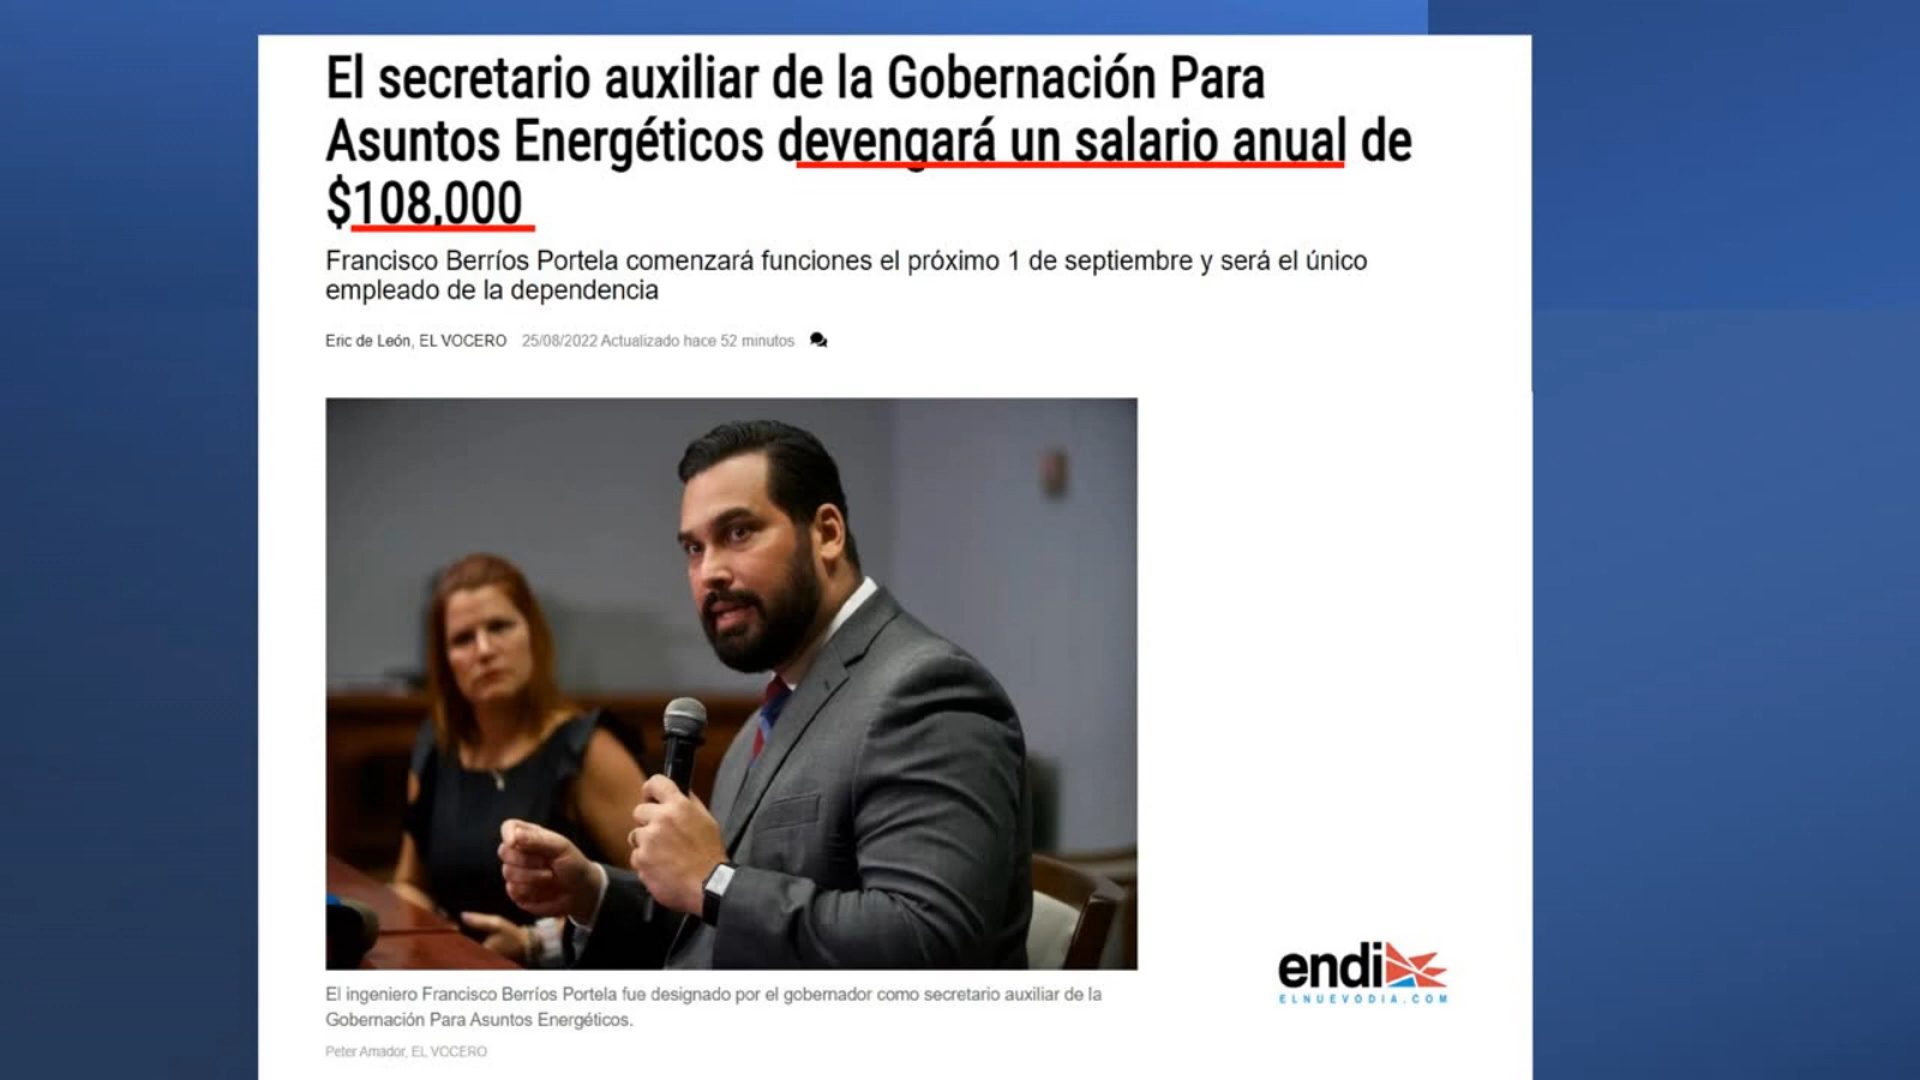 El secretario auxiliar de la Gobernación Para
Asuntos Energéticos devengará un salario anual de
$108,000
Francisco Berríos Portela comenzará funciones el próximo 1 de septiembre y será el único
empleado de la dependencia
Eric de León, EL VOCERO 25/08/2022 Actualizado hace 52 minutos
El ingeniero Francisco Berríos Portela fue designado por el gobernador como secretario auxiliar de la
Gobernación Para Asuntos Energéticos.
Peter Amador, EL VOCERO
endi
ELNUEVODIA.COM